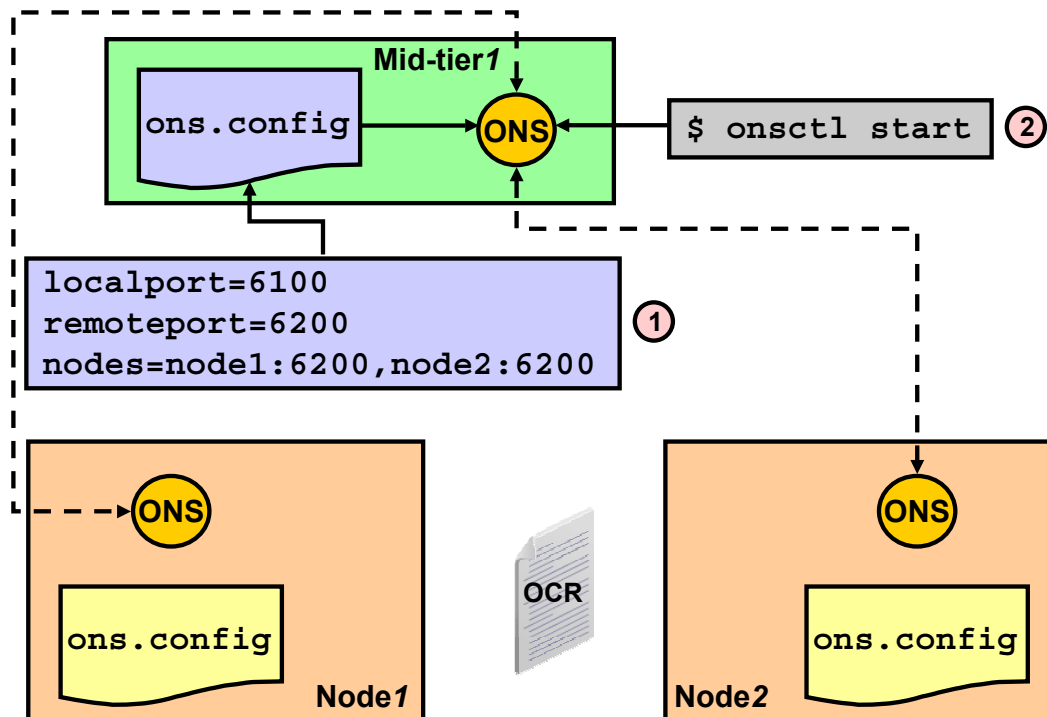 Mid-tier1
ons.config
ONS
$ onsctl start
2
localport=6100
remoteport=6200
nodes=node1:6200,node2:6200
1
ONS
ONS
OCR
ons.config
ons.config
Node1
Node2